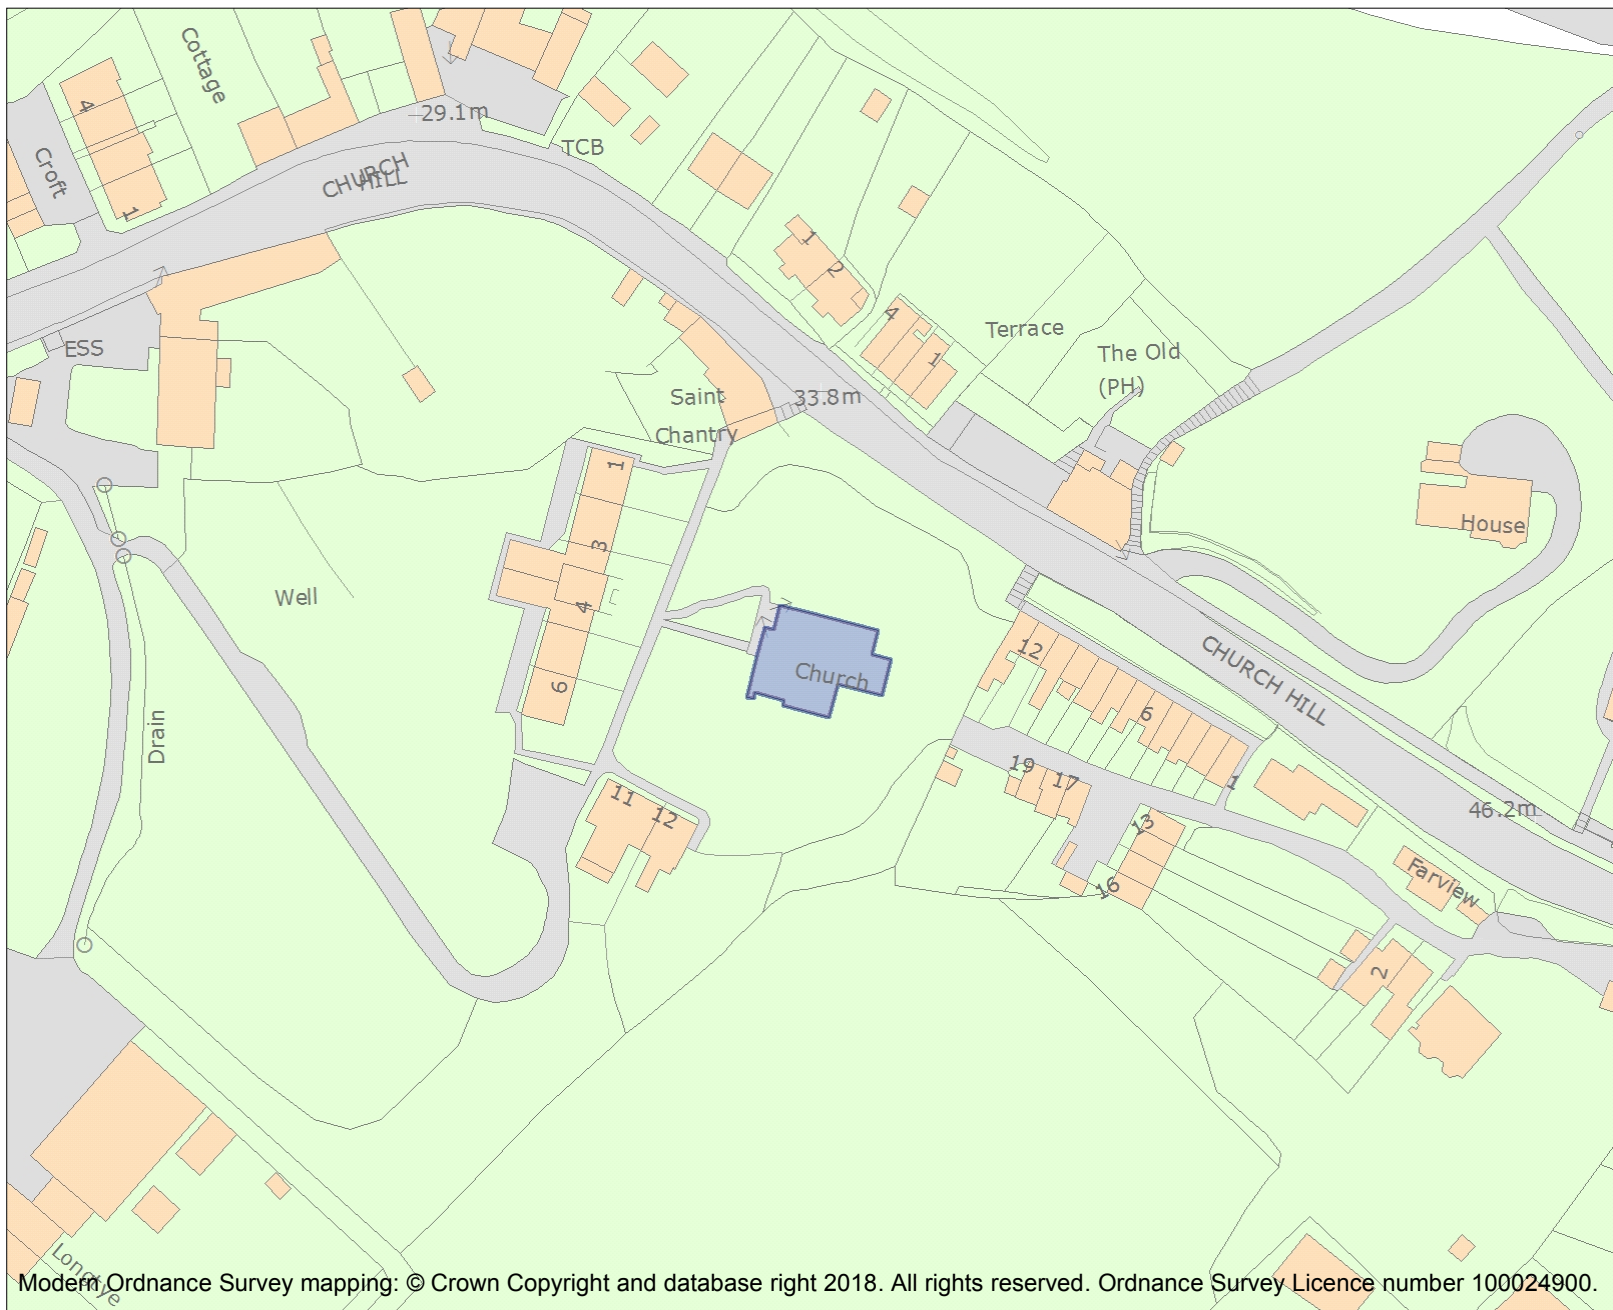 Cottage
4
Croft
1
29.1m
TCB
CHURCH
HILL
ESS
1
2
4
1
Terrace
The Old
(PH)
33.8m
Saint
Chantry
House
1
3
4
6
Well
Church
Drain
12
6
1
CHURCH HILL
19
17
13
16
11
12
46.2m
Farview
2
Longtye
Modern Ordnance Survey mapping: © Crown Copyright and database right 2018. All rights reserved. Ordnance Survey Licence number 100024900.